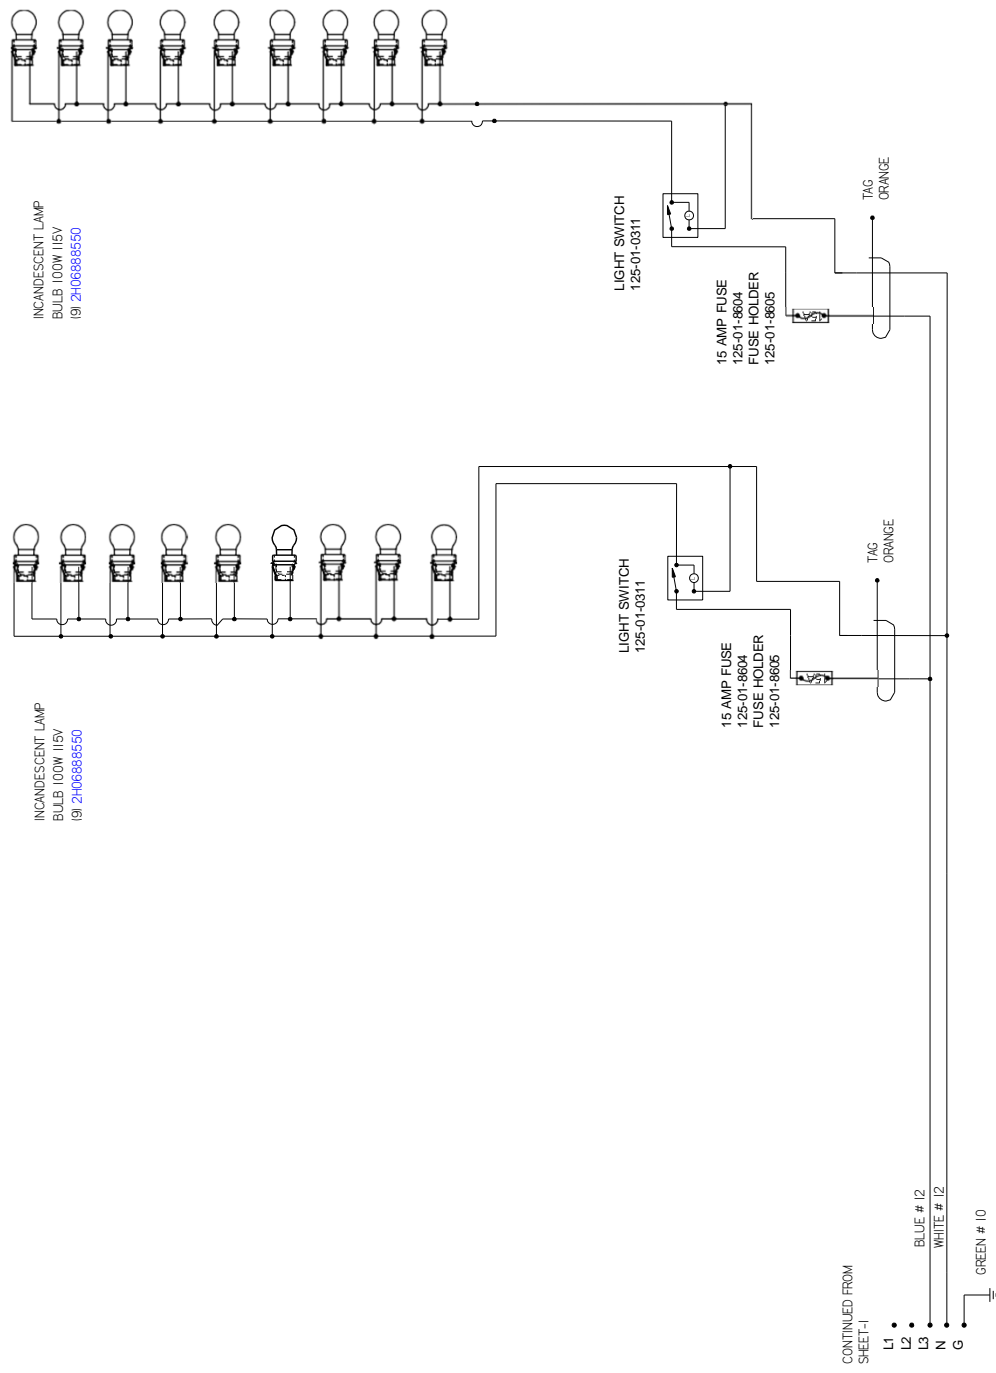 INCANDESCENT LAMP
BULB 100W 115V
(9) 2H06888550
LIGHT SWITCH
125-01-0311
15 AMP FUSE
125-01-8604
FUSE HOLDER
125-01-8605
15A
TAG
ORANGE
INCANDESCENT LAMP
BULB 100W 115V
(9) 2H06888550
LIGHT SWITCH
125-01-0311
15 AMP FUSE
125-01-8604
FUSE HOLDER
125-01-8605
15A
TAG
ORANGE
BLUE # 12
WHITE # 12
GREEN # 10
CONTINUED FROM
SHEET-1
L1
L2
L3
N
G